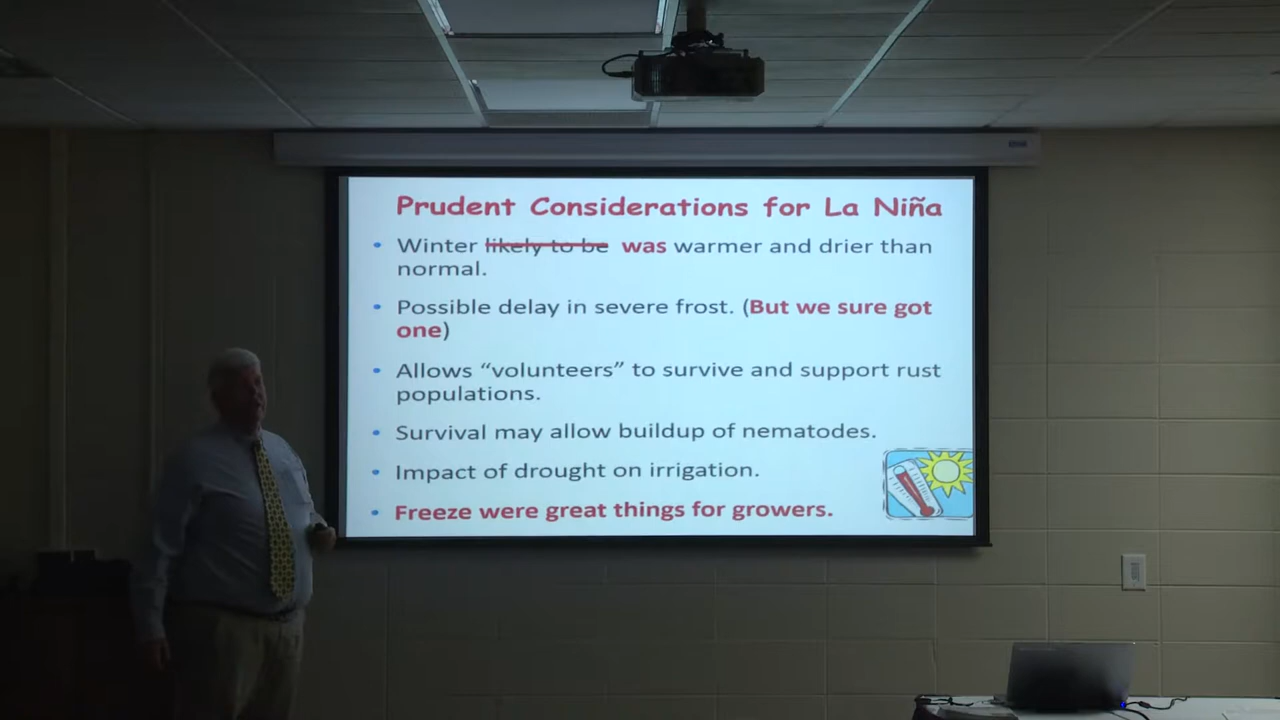 Prudent Considerations for La Niña
• Winter likely to be was warmer and drier than
normal.
• Possible delay in severe frost. (But we sure got
one)
• Allows “volunteers” to survive and support rust
populations.
• Survival may allow buildup of nematodes.
• Impact of drought on irrigation.
• Freeze were great things for growers.